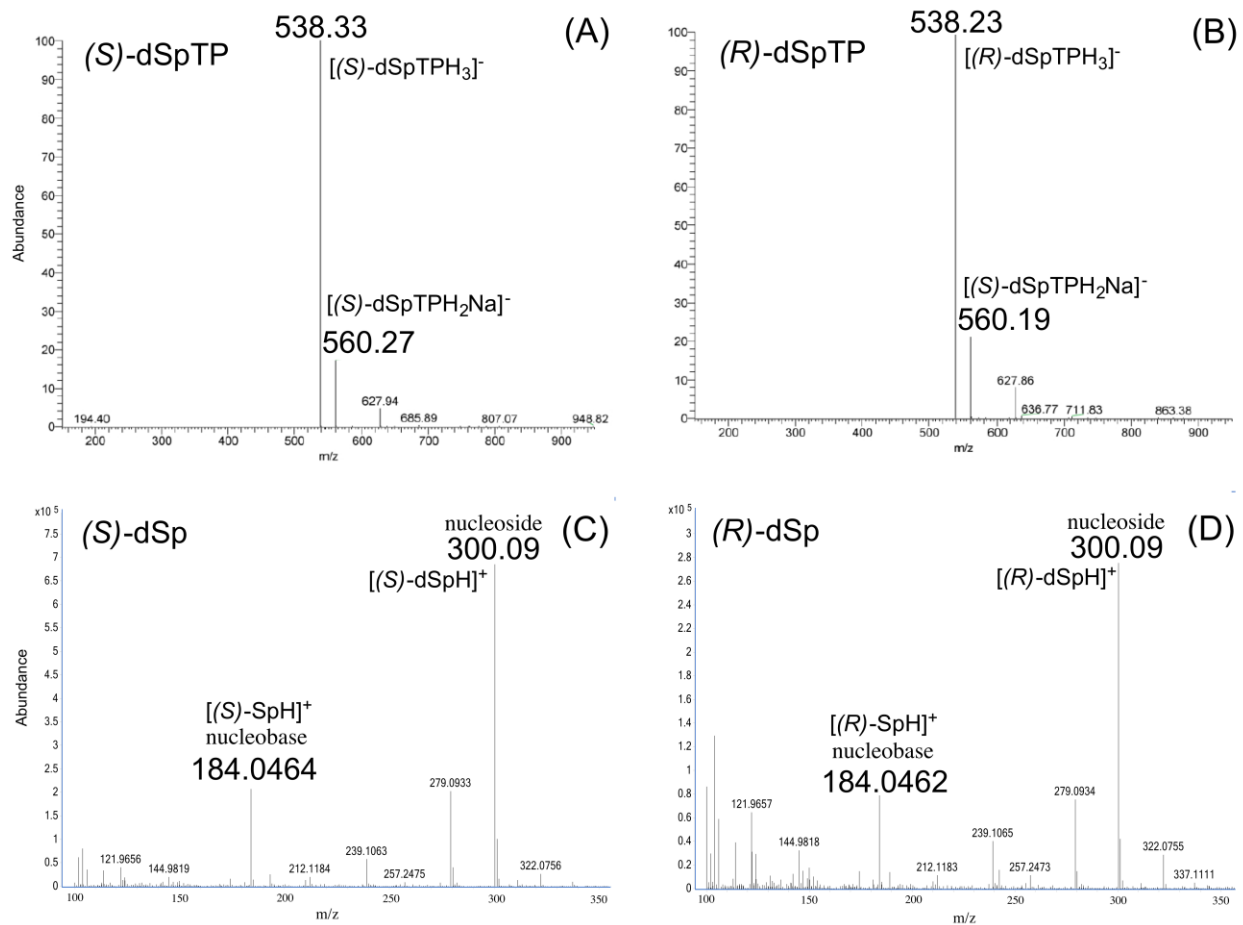 538.33
(A)
(S)-dSpTP
[(S)-dSpTPH3]-
100
90
80
70
60
50
40
30
20
10
0
Abundance
[(S)-dSpTPH2Na]-
560.27
627.94
194.40
685.89
807.07
948.82
200 300 400 500 600 700 800 900
m/z
538.23
(B)
(R)-dSpTP
[(R)-dSpTPH3]-
100
90
80
70
60
50
40
30
20
10
0
[(S)-dSpTPH2Na]-
560.19
627.86
636.77
711.83
863.38
200 300 400 500 600 700 800 900
m/z
x10 5
(S)-dSp
nucleoside
300.09
(C)
[(S)-dSpH]+
7.5
7
6.5
6
5.5
5
4.5
4
3.5
3
2.5
2
1.5
1
0.5
0
Abundance
[(S)-SpH]+
nucleobase
184.0464
279.0933
239.1063
121.9656
144.9819
212.1184
257.2475
322.0756
100 150 200 250 300 350
m/z
x10 5
(R)-dSp
nucleoside
300.09
(D)
[(R)-dSpH]+
3
2.8
2.6
2.4
2.2
2
1.8
1.6
1.4
1.2
1
0.8
0.6
0.4
0.2
0
[(R)-SpH]+
nucleobase
184.0462
279.0934
121.9657
144.9818
239.1065
212.1183
257.2473
322.0755
337.1111
100 150 200 250 300 350
m/z